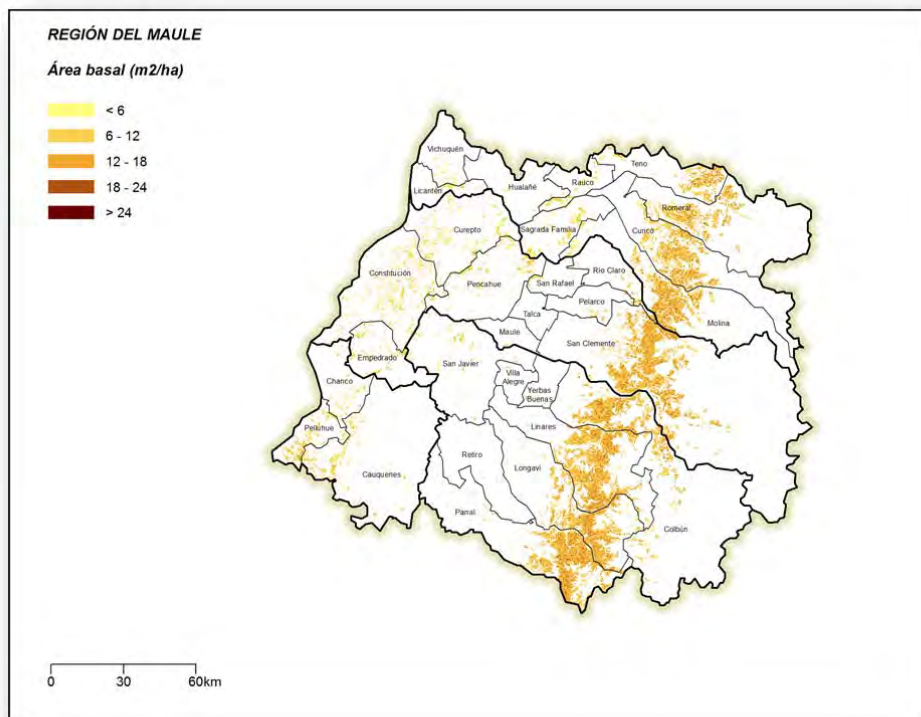 REGIÓN DEL MAULE
Área basal (m2/ha)
< 6
6 - 12
12 - 18
18 - 24
> 24
Vichuquén
Teno
Rauco
Hualañé
Licantén
Romeral
Curepto
Sagrada Familia
Curicó
Constitución
Río Claro
Pencahue
San Rafael
Pelarco
Talca
Molina
Maule
San Clemente
Empedrado
San Javier
Villa
Alegre
Chanco
Yerbas
Buenas
Pelluhue
Linares
Retiro
Longaví
Cauquenes
Parral
Colbún
0 30 60km